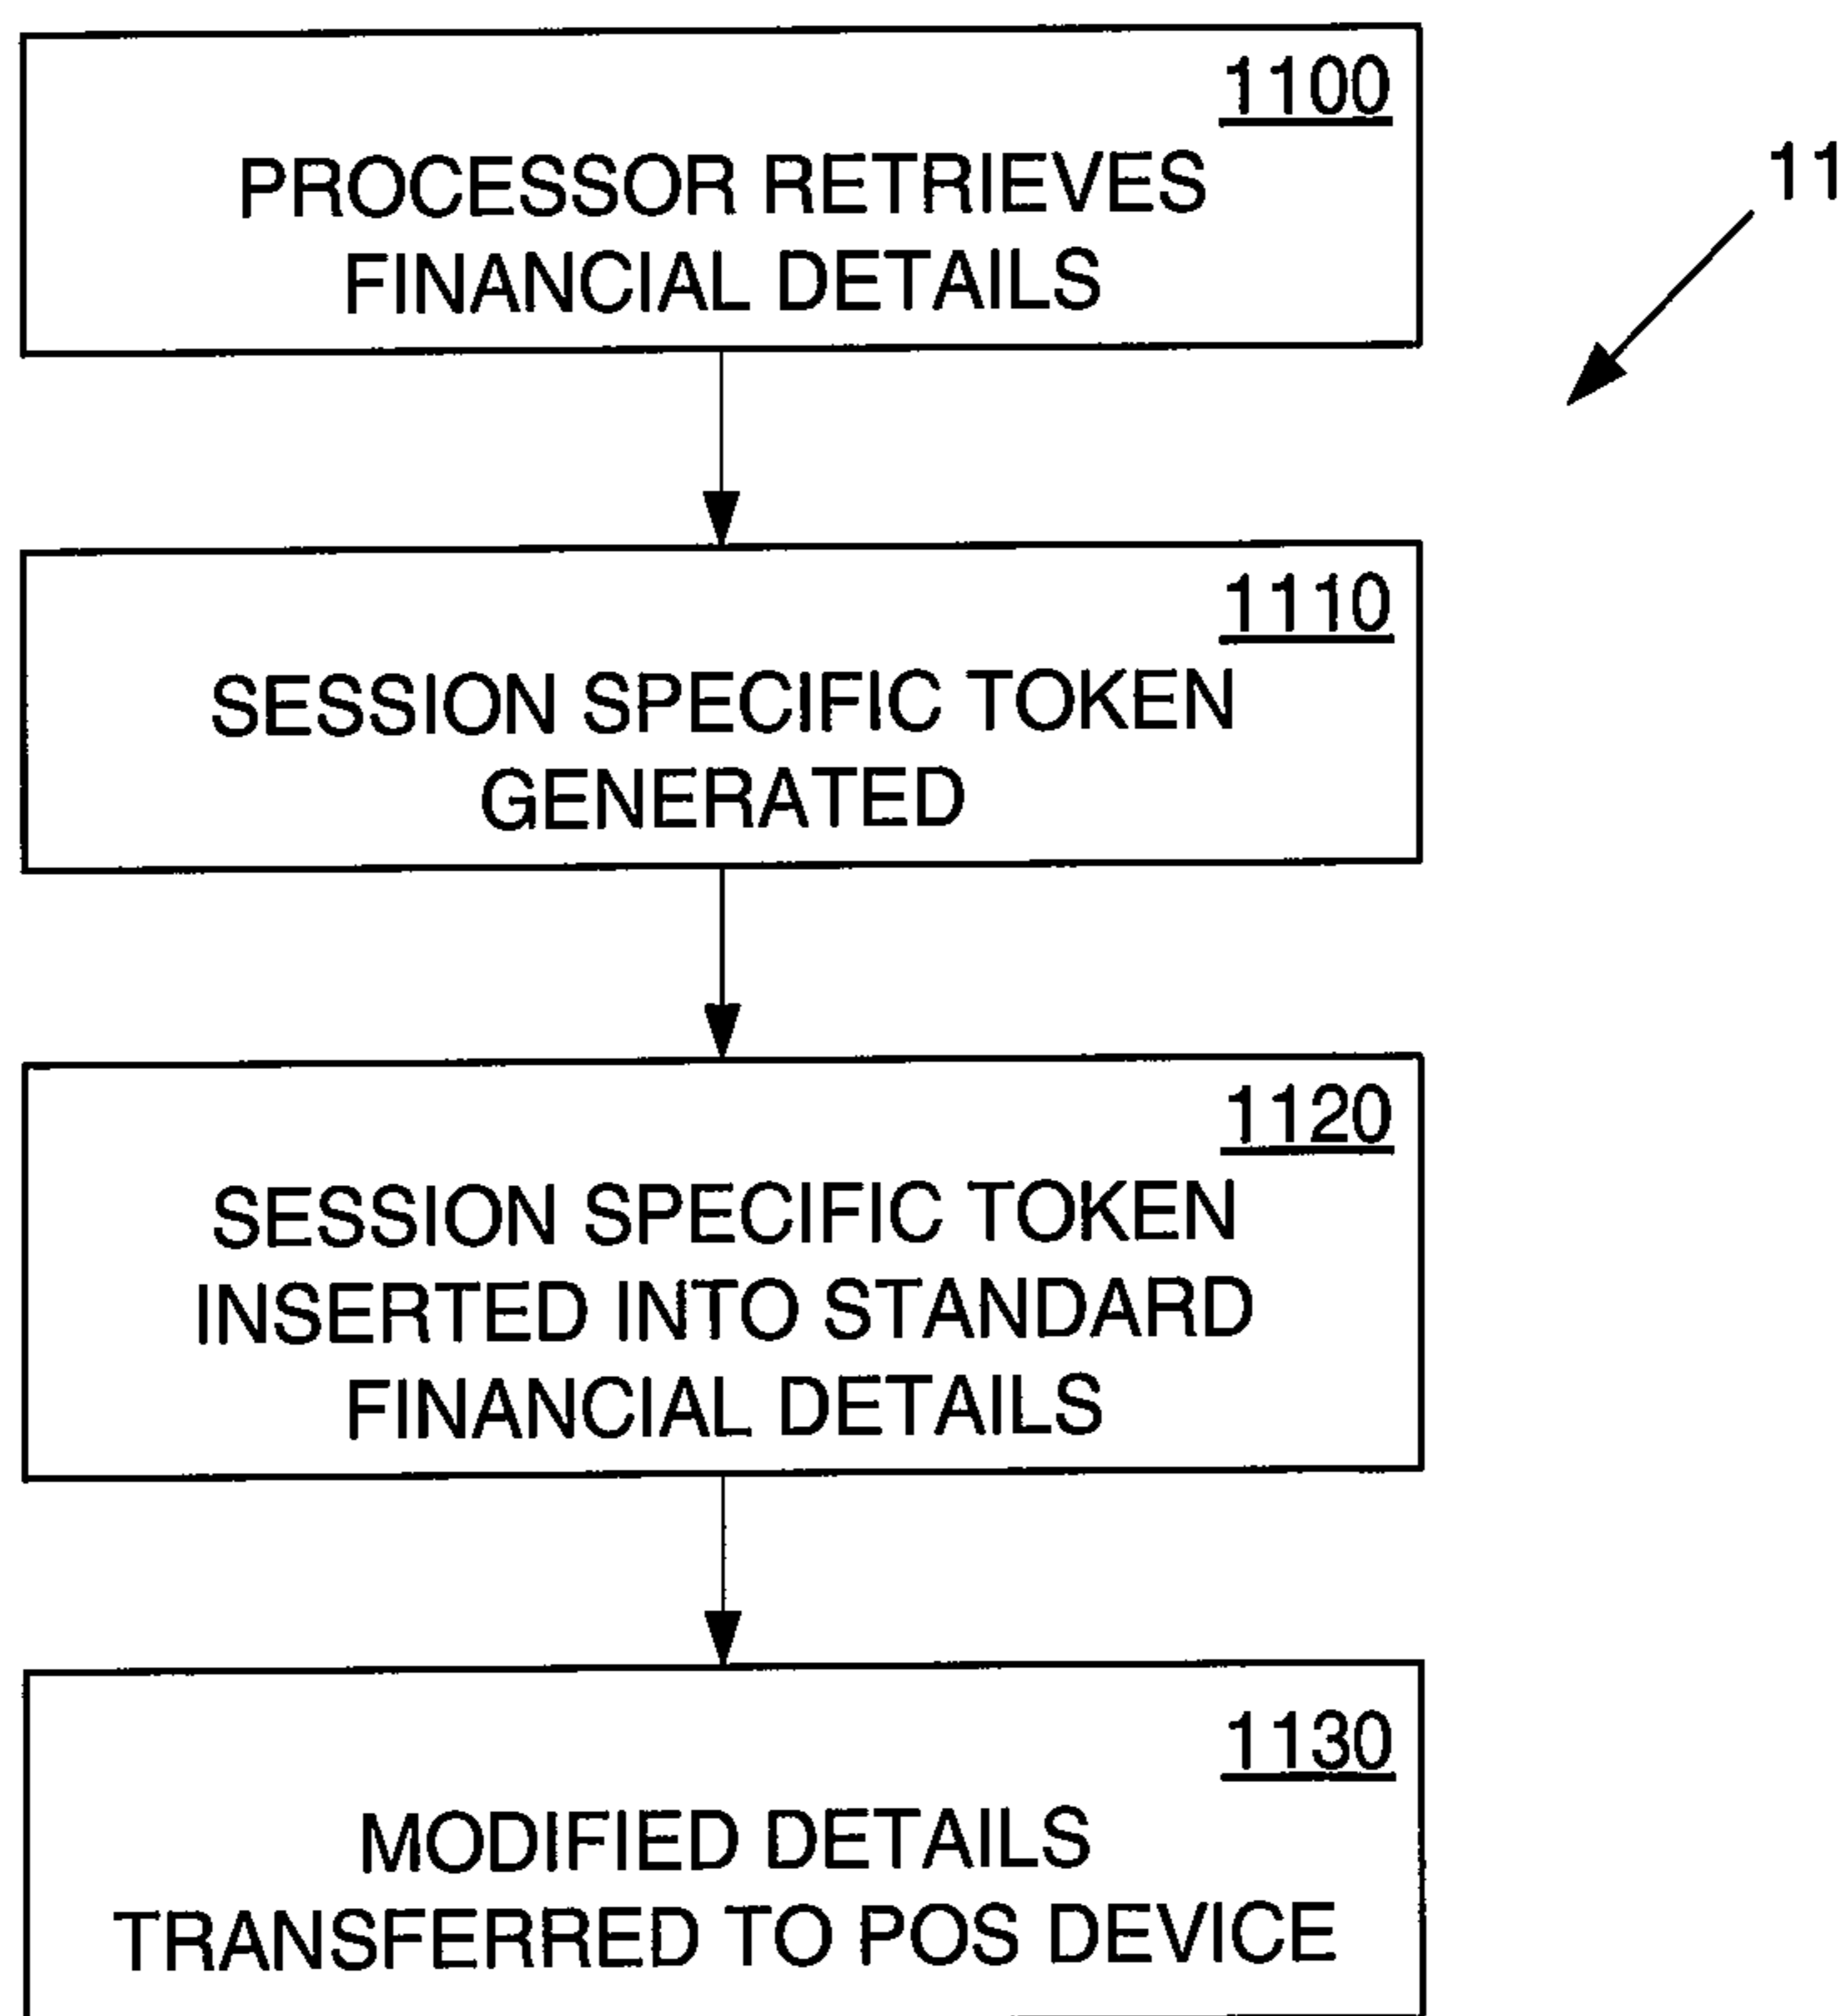 1100
PROCESSOR RETRIEVES
FINANCIAL DETAILS
11
1110
SESSION SPECIFIC TOKEN
GENERATED
1120
SESSION SPECIFIC TOKEN
INSERTED INTO STANDARD
FINANCIAL DETAILS
1130
MODIFIED DETAILS
TRANSFERRED TO POS DEVICE